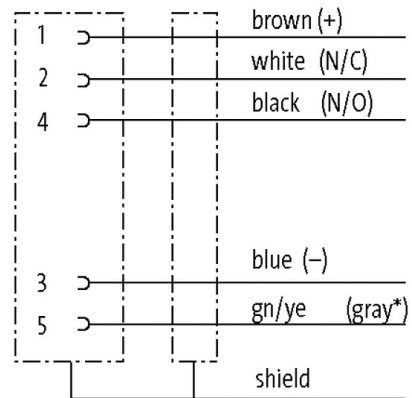 1 brown (+)
2 white (N/C)
4 black (N/O)
3 blue (–)
5 gn/ye (gray*)
shield